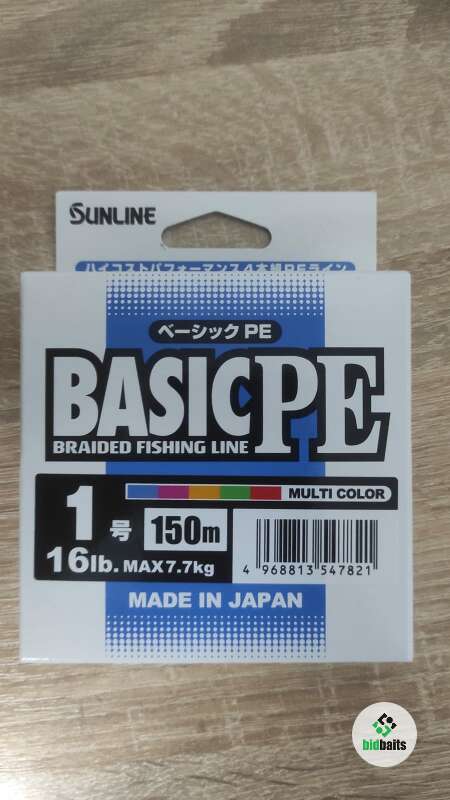 SUNLINE
ハイコストパフォーマンス4本組PEライン
ベーシックPE
BASIC PE
BRAIDED FISHING LINE
MULTI COLOR
1号 150m
16lb. MAX7.7kg
4 968813 547821
MADE IN JAPAN
bidbaits